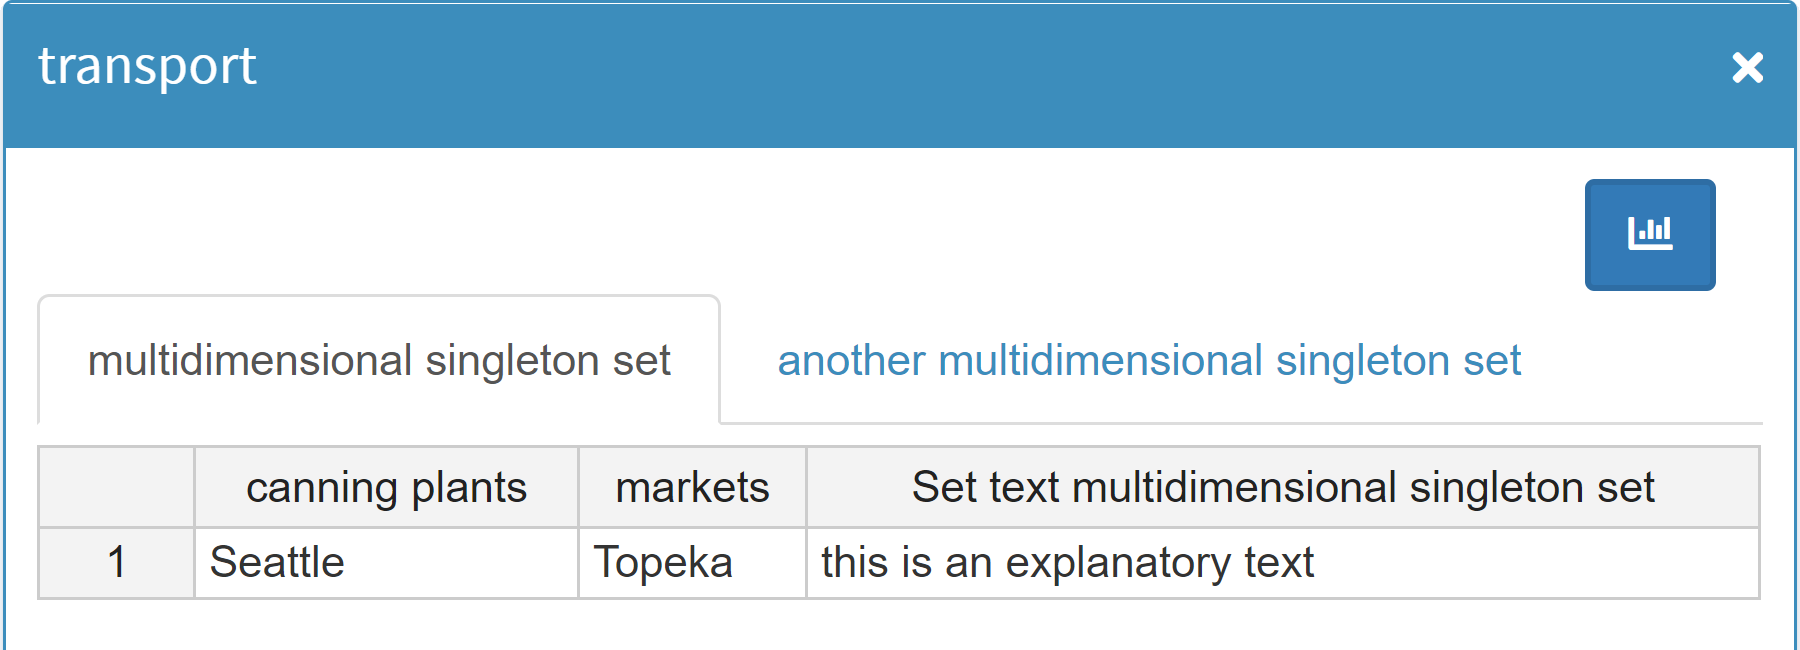 transport
multidimensional singleton set another multidimensional singleton set
canning plants markets Set text multidimensional singleton set
1 Seattle Topeka this is an explanatory text